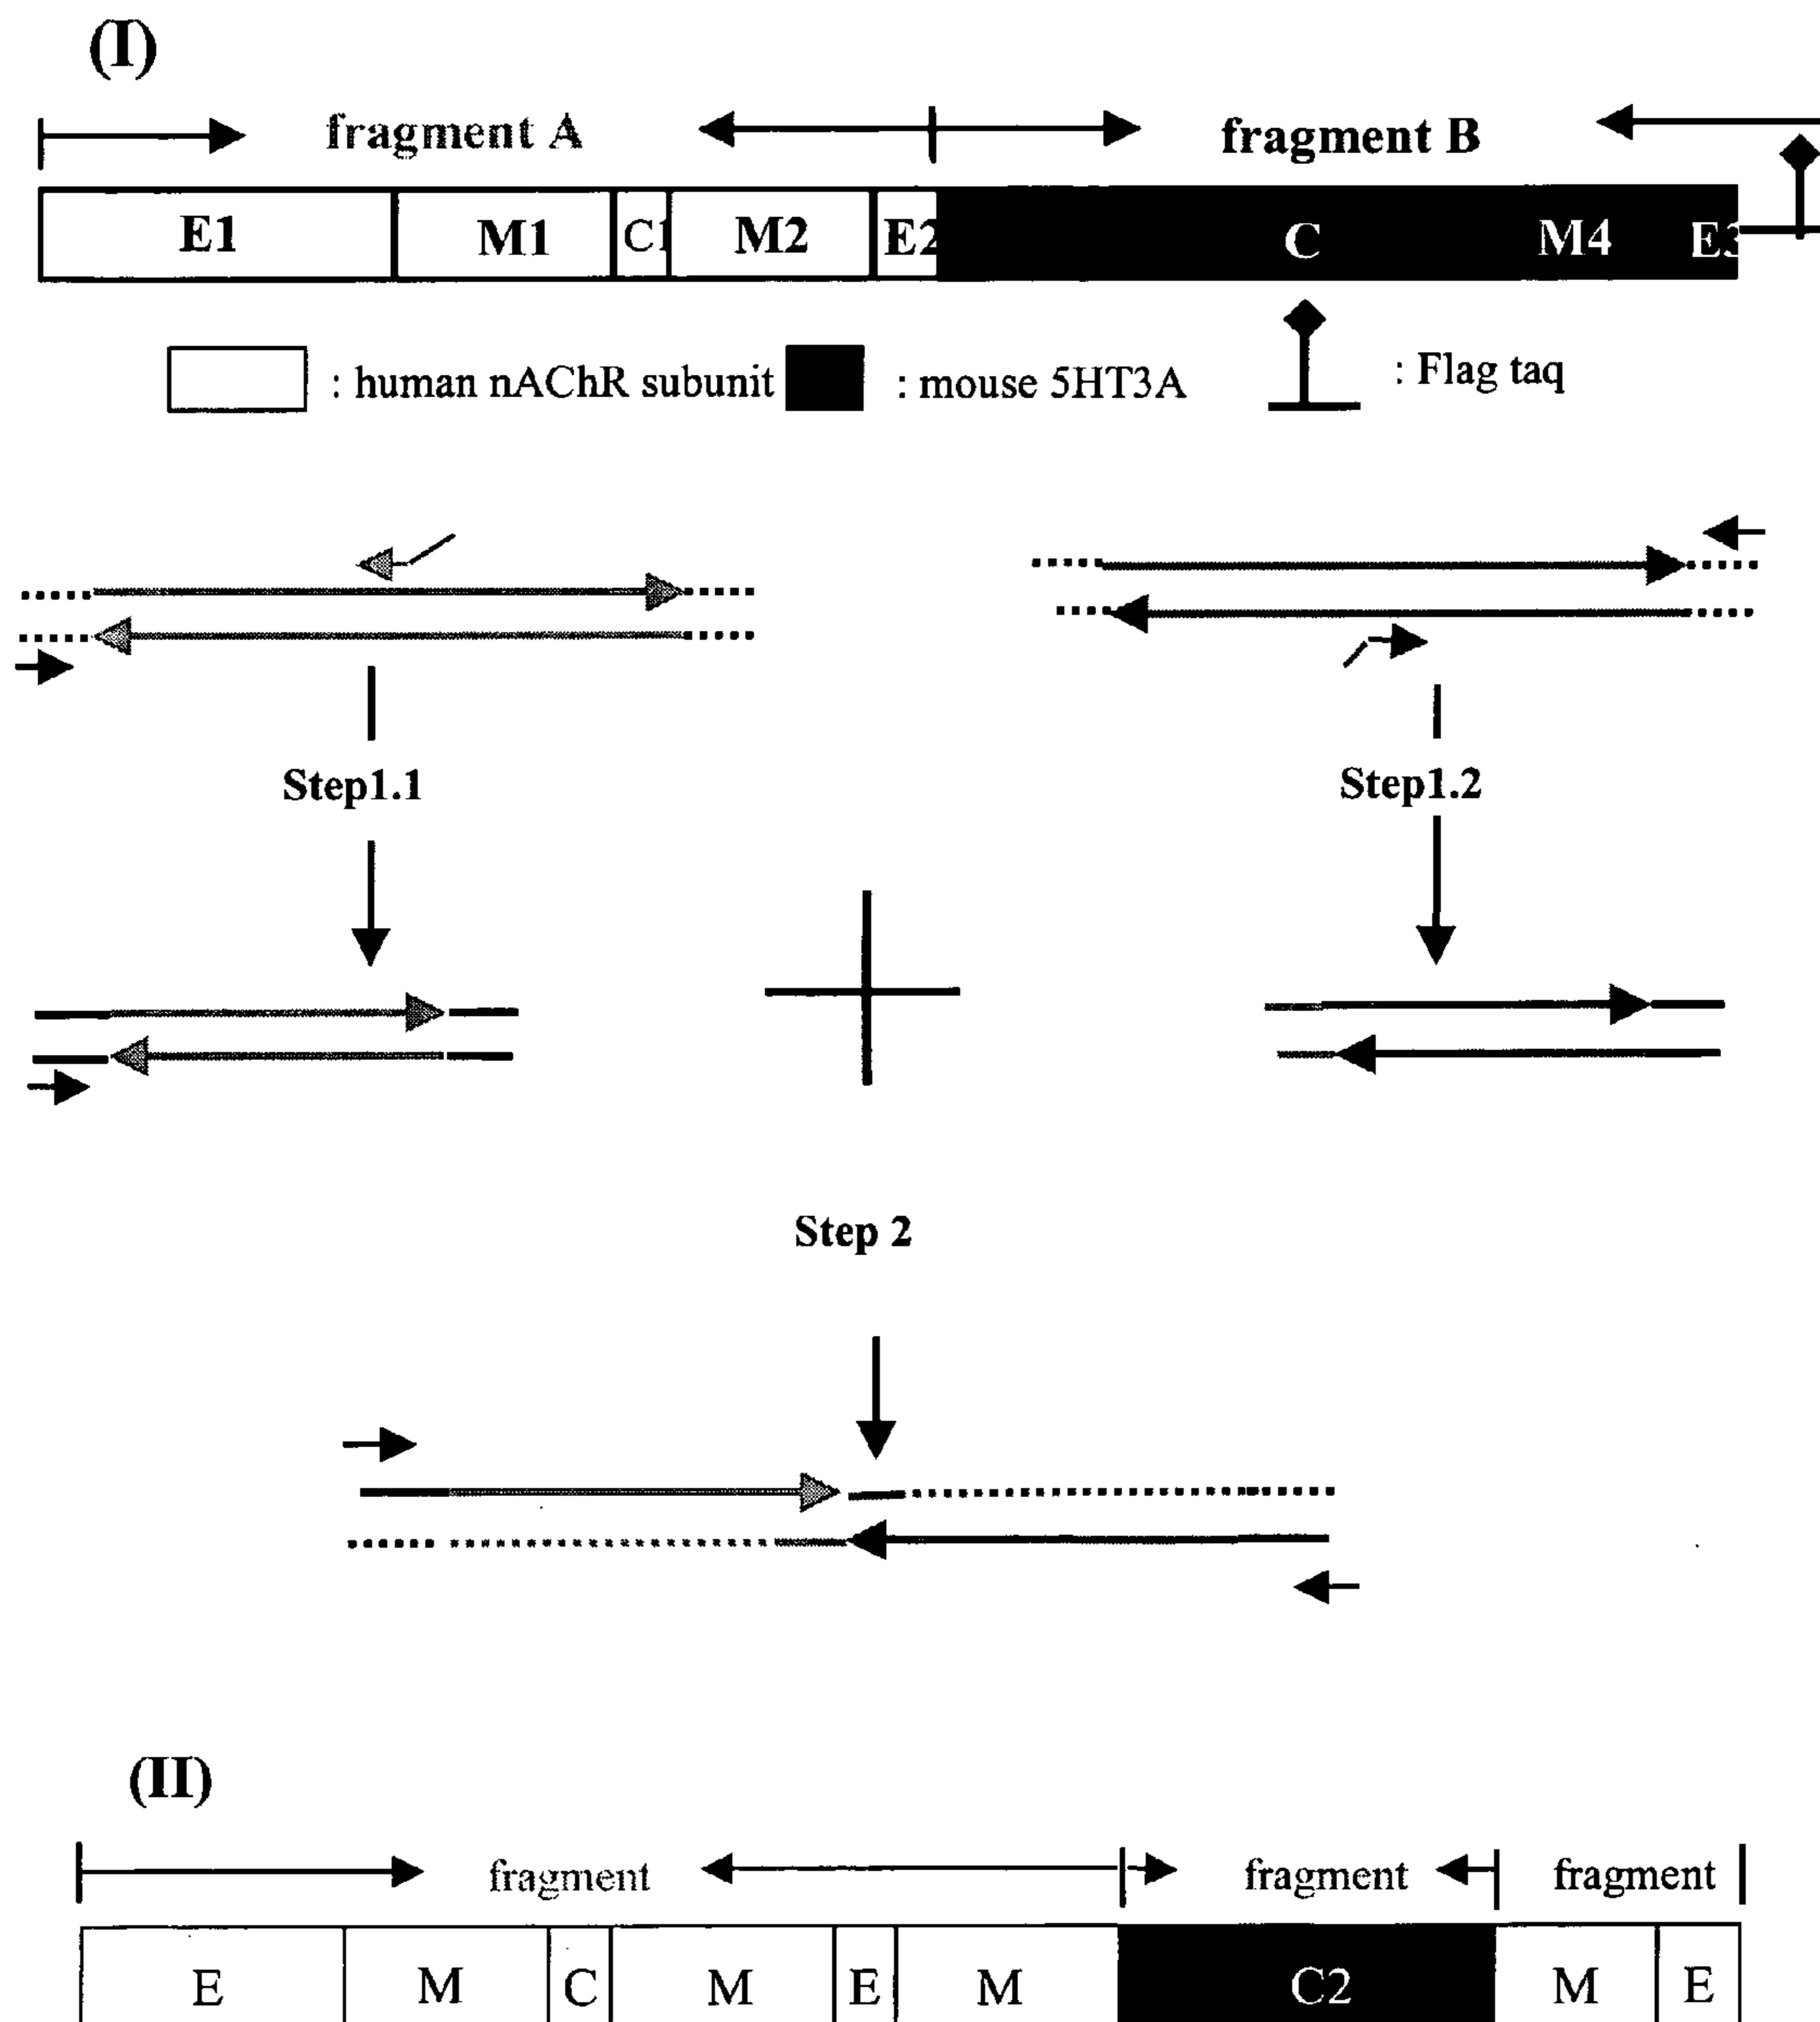 (I)
fragment A fragment B
E1 M1 C1 M2 E2 C M4 E3
: human nAChR subunit : mouse 5HT3A : Flag taq
Step1.1 Step1.2
Step 2
(II)
fragment fragment fragment
E M C M E M C2 M E